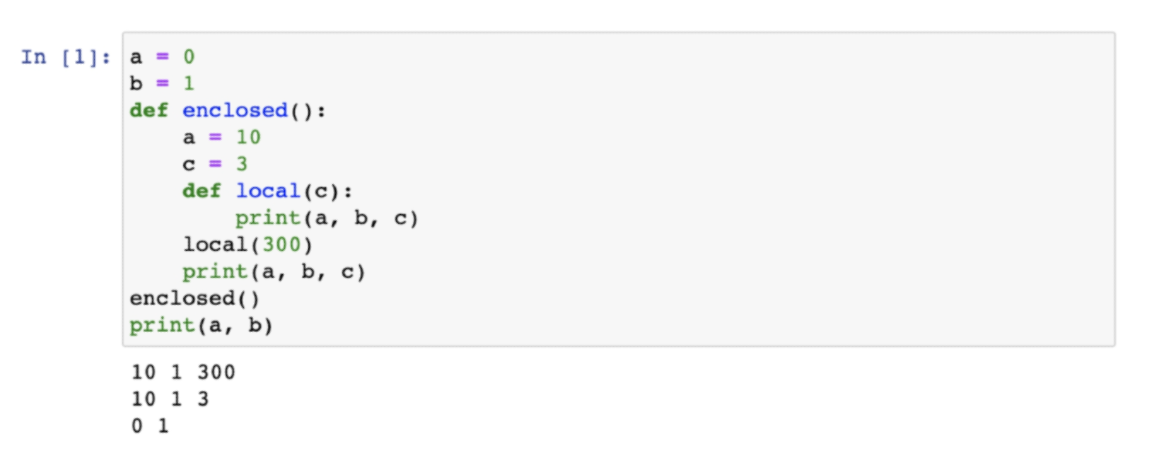 In [1]: a = 0
b = 1
def enclosed():
    a = 10
    c = 3
    def local(c):
        print(a, b, c)
    local(300)
    print(a, b, c)
enclosed()
print(a, b)
10 1 300
10 1 3
0 1